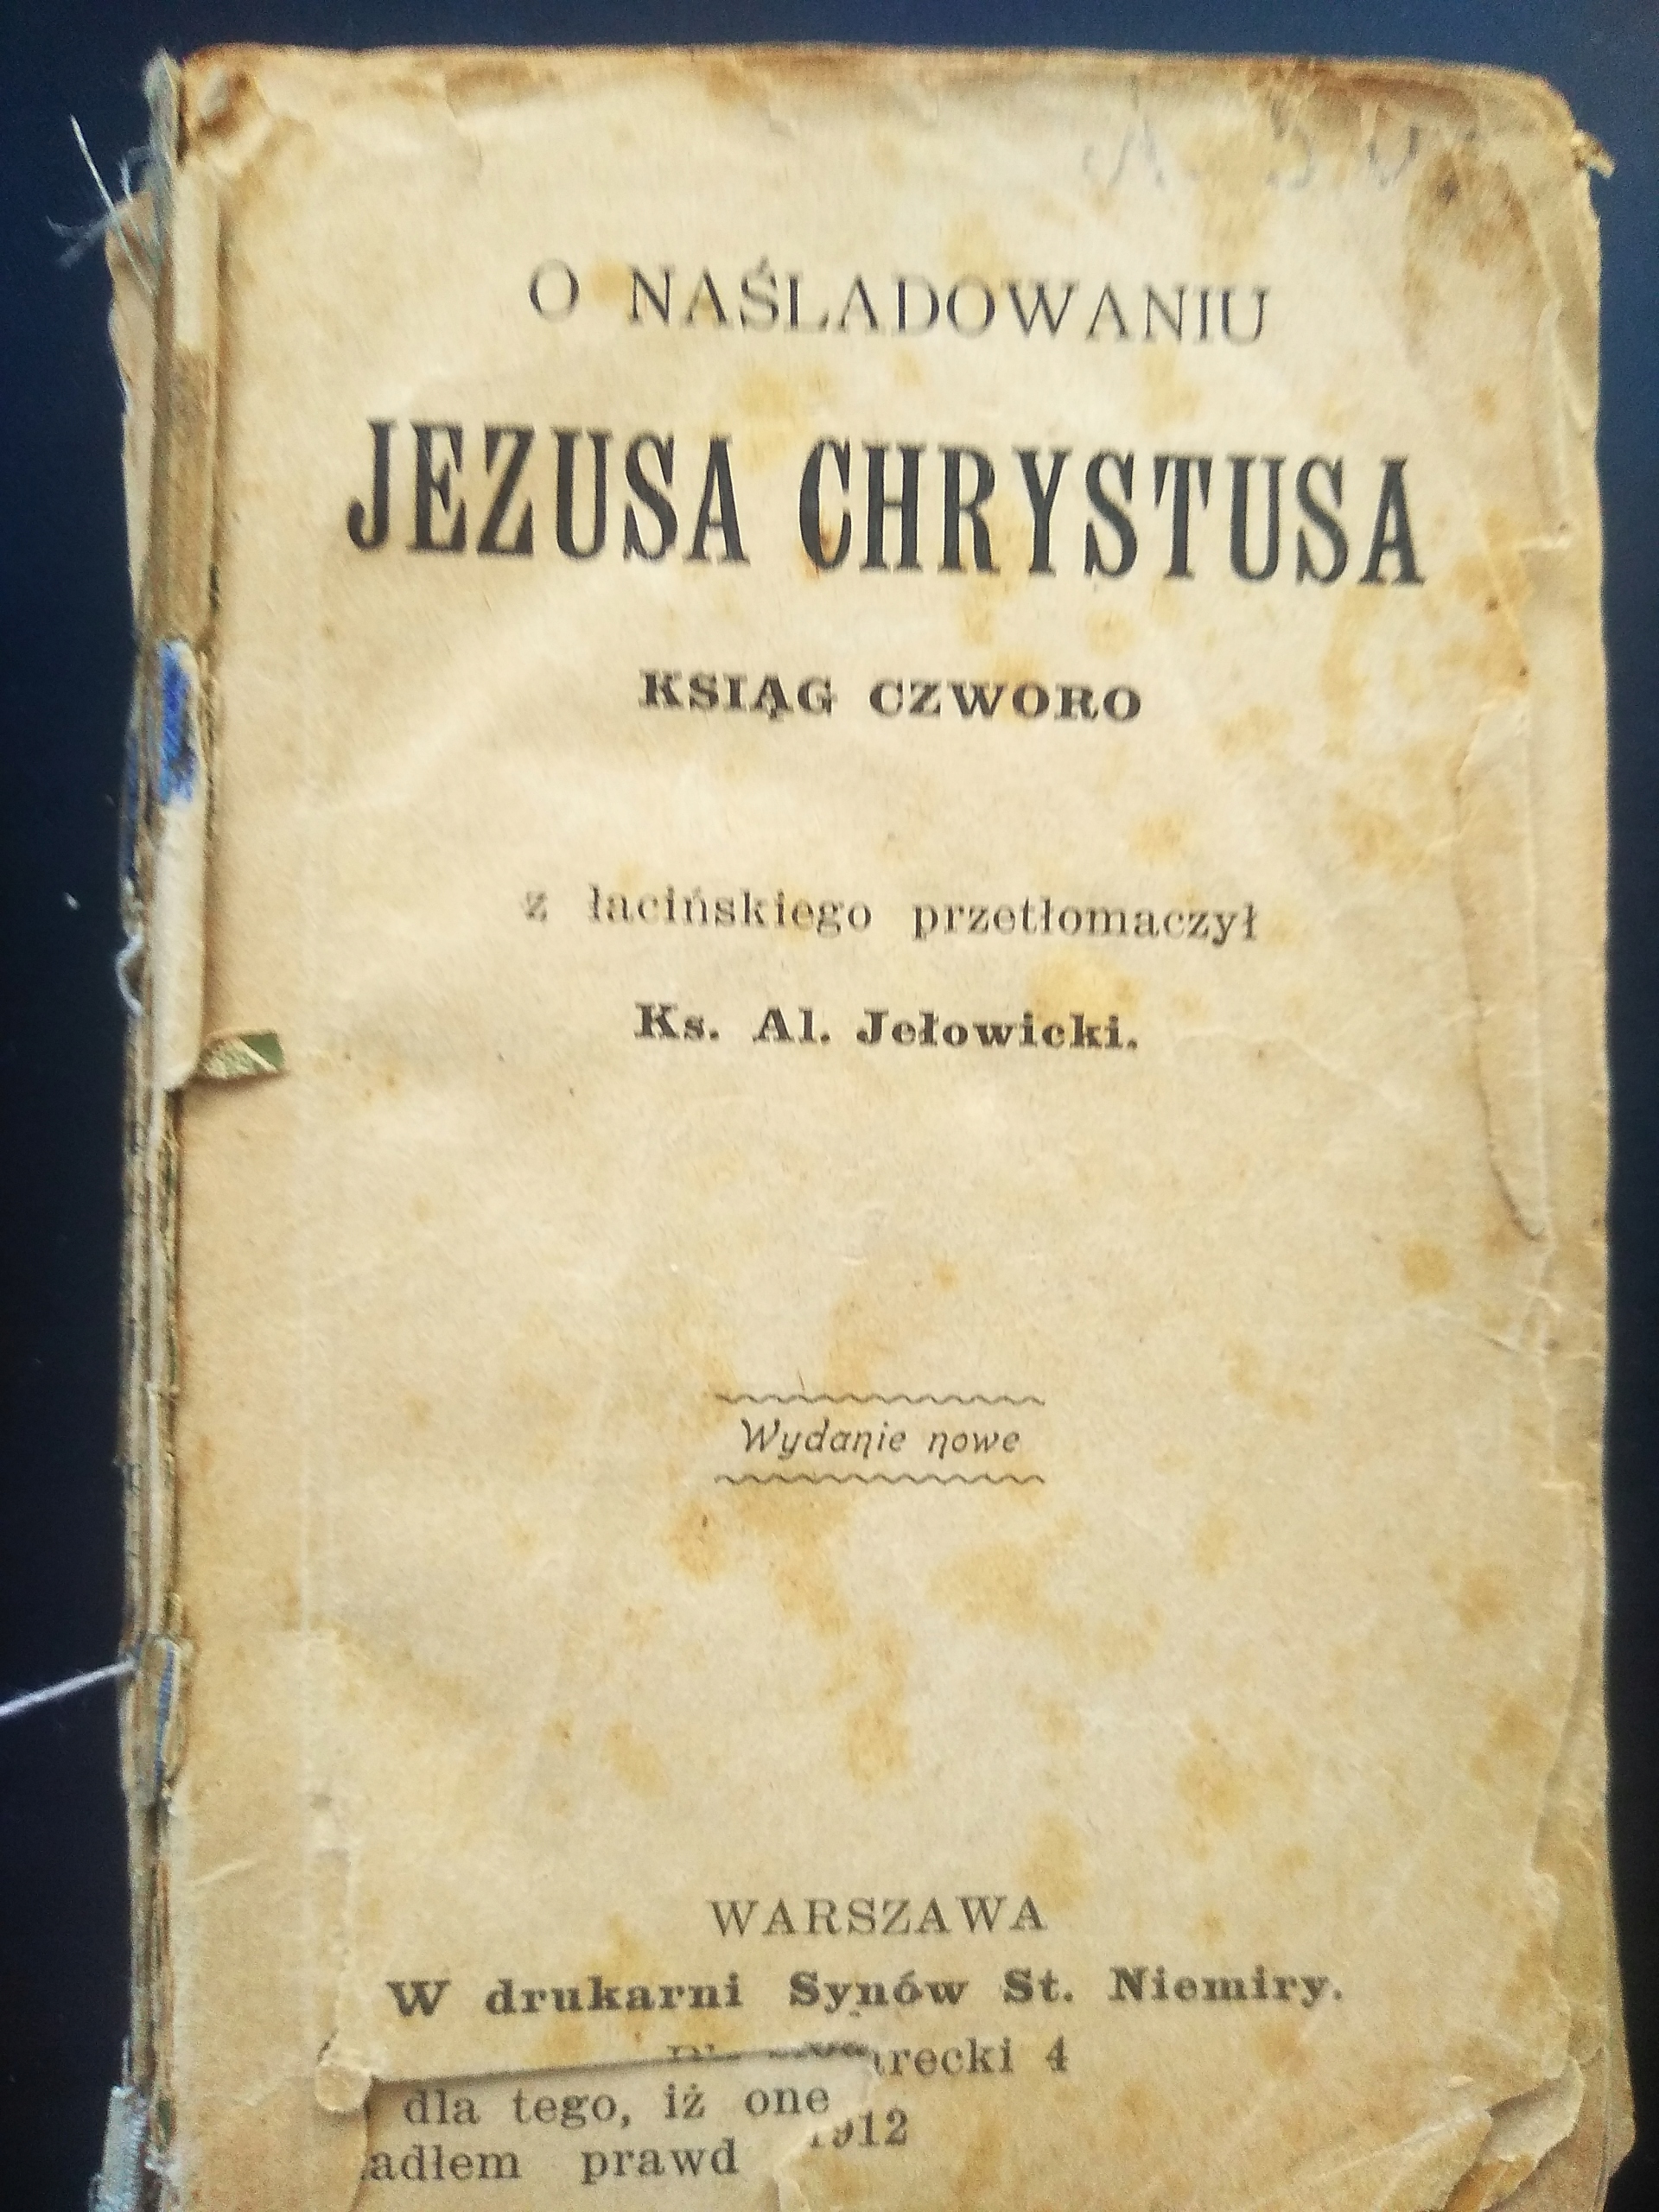 O NAŚLADOWANIU
JEZUSA CHRYSTUSA
KSIĄG CZWORO
z łacińskiego przetłomaczył
Ks. Al. Jełowicki.
Wydanie nowe
WARSZAWA
W drukarni Synów St. Niemiry.
arecki 4
dla tego, iż one
1912
adłem prawd